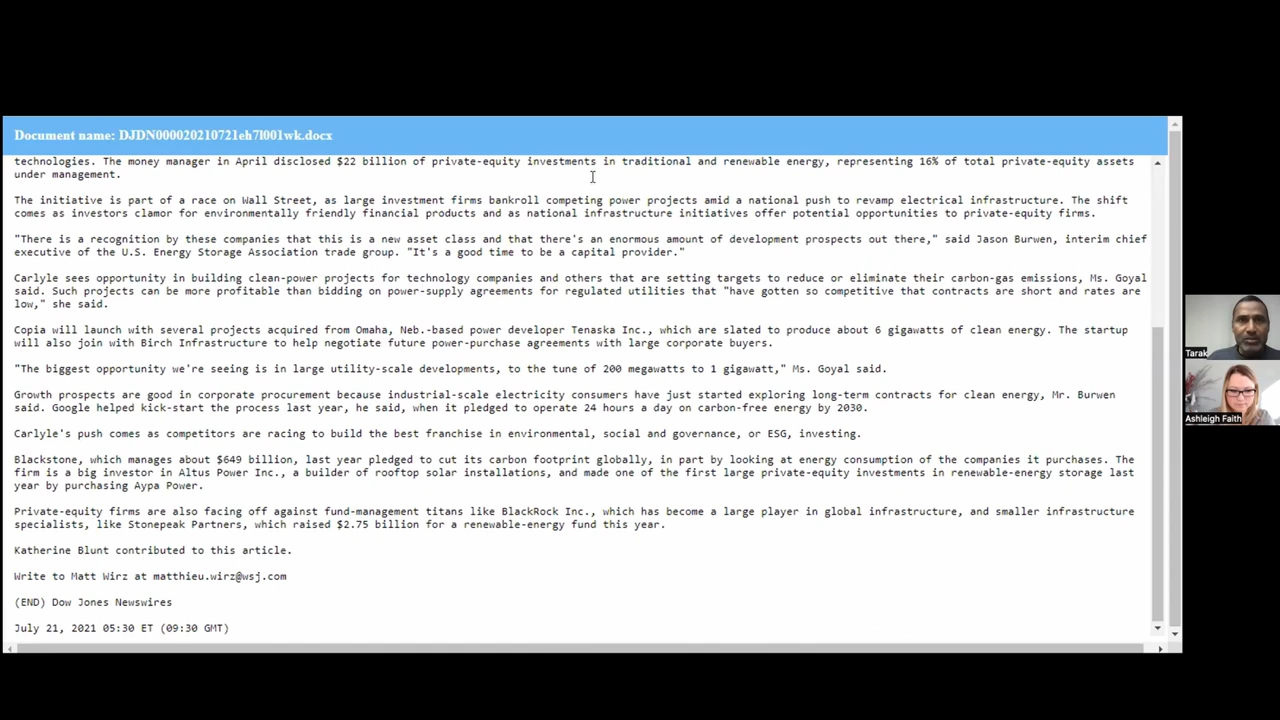 Document name: DJDN000020210721eh7l001wk.docx
technologies. The money manager in April disclosed $22 billion of private-equity investments in traditional and renewable energy, representing 16% of total private-equity assets
under management.
The initiative is part of a race on Wall Street, as large investment firms bankroll competing power projects amid a national push to revamp electrical infrastructure. The shift
comes as investors clamor for environmentally friendly financial products and as national infrastructure initiatives offer potential opportunities to private-equity firms.
"There is a recognition by these companies that this is a new asset class and that there's an enormous amount of development prospects out there," said Jason Burwen, interim chief
executive of the U.S. Energy Storage Association trade group. "It's a good time to be a capital provider."
Carlyle sees opportunity in building clean-power projects for technology companies and others that are setting targets to reduce or eliminate their carbon-gas emissions, Ms. Goyal
said. Such projects can be more profitable than bidding on power-supply agreements for regulated utilities that "have gotten so competitive that contracts are short and rates are
low," she said.
Copia will launch with several projects acquired from Omaha, Neb.-based power developer Tenaska Inc., which are slated to produce about 6 gigawatts of clean energy. The startup
will also join with Birch Infrastructure to help negotiate future power-purchase agreements with large corporate buyers.
"The biggest opportunity we're seeing is in large utility-scale developments, to the tune of 200 megawatts to 1 gigawatt," Ms. Goyal said.
Growth prospects are good in corporate procurement because industrial-scale electricity consumers have just started exploring long-term contracts for clean energy, Mr. Burwen
said. Google helped kick-start the process last year, he said, when it pledged to operate 24 hours a day on carbon-free energy by 2030.
Carlyle's push comes as competitors are racing to build the best franchise in environmental, social and governance, or ESG, investing.
Blackstone, which manages about $649 billion, last year pledged to cut its carbon footprint globally, in part by looking at energy consumption of the companies it purchases. The
firm is a big investor in Altus Power Inc., a builder of rooftop solar installations, and made one of the first large private-equity investments in renewable-energy storage last
year by purchasing Aypa Power.
Private-equity firms are also facing off against fund-management titans like BlackRock Inc., which has become a large player in global infrastructure, and smaller infrastructure
specialists, like Stonepeak Partners, which raised $2.75 billion for a renewable-energy fund this year.
Katherine Blunt contributed to this article.
Write to Matt Wirz at matthieu.wirz@wsj.com
(END) Dow Jones Newswires
July 21, 2021 05:30 ET (09:30 GMT)
Tarak
Ashleigh Faith